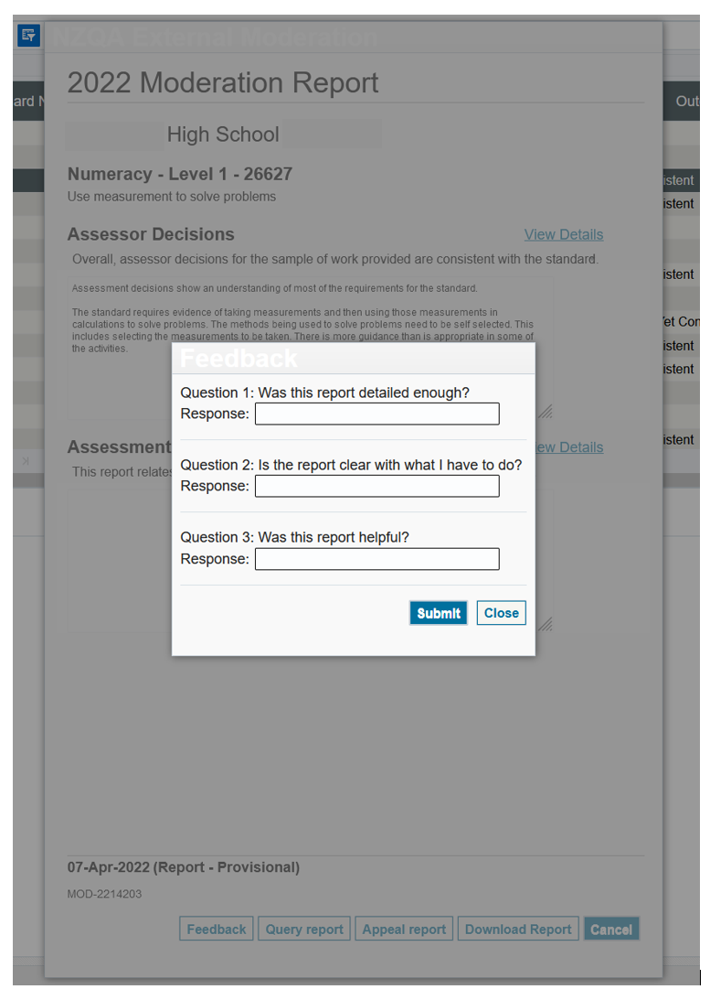 NZQA External Moderation
2022 Moderation Report
ard N
Out
High School
Numeracy - Level 1 - 26627
istent
Use measurement to solve problems
istent
Assessor Decisions
View Details
Overall, assessor decisions for the sample of work provided are consistent with the standard.
istent
Assessment decisions show an understanding of most of the requirements for the standard.
The standard requires evidence of taking measurements and then using those measurements in
calculations to solve problems. The methods being used to solve problems need to be self selected. This
includes selecting the measurements to be taken. There is more guidance than is appropriate in some of
the activities.
et Con
istent
istent
Feedback
Question 1: Was this report detailed enough?
Response:
Assessment
ew Details
istent
This report relates
Question 2: Is the report clear with what I have to do?
Response:
Question 3: Was this report helpful?
Response:
Submit
Close
07-Apr-2022 (Report - Provisional)
MOD-2214203
Feedback
Query report
Appeal report
Download Report
Cancel